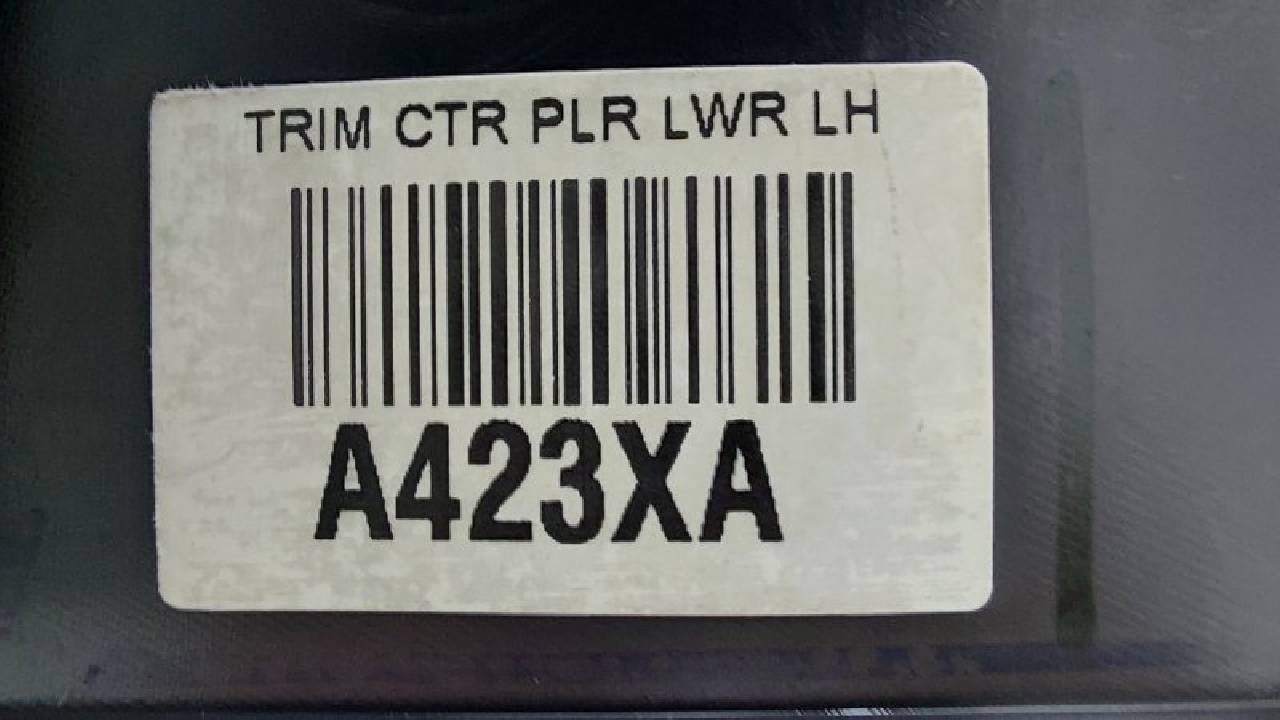 TRIM CTR PLR LWR LH
A423XA